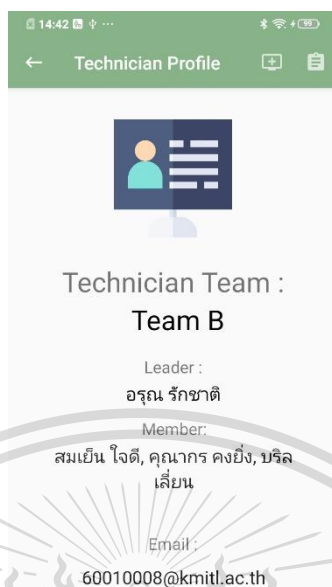 14:42
99
Technician Profile
Technician Team :
Team B
Leader :
อรุณ รักชาติ
Member:
สมเย็น ใจดี, คุณากร คงยิ่ง, บริล
เลี่ยน
Email :
60010008@kmitl.ac.th